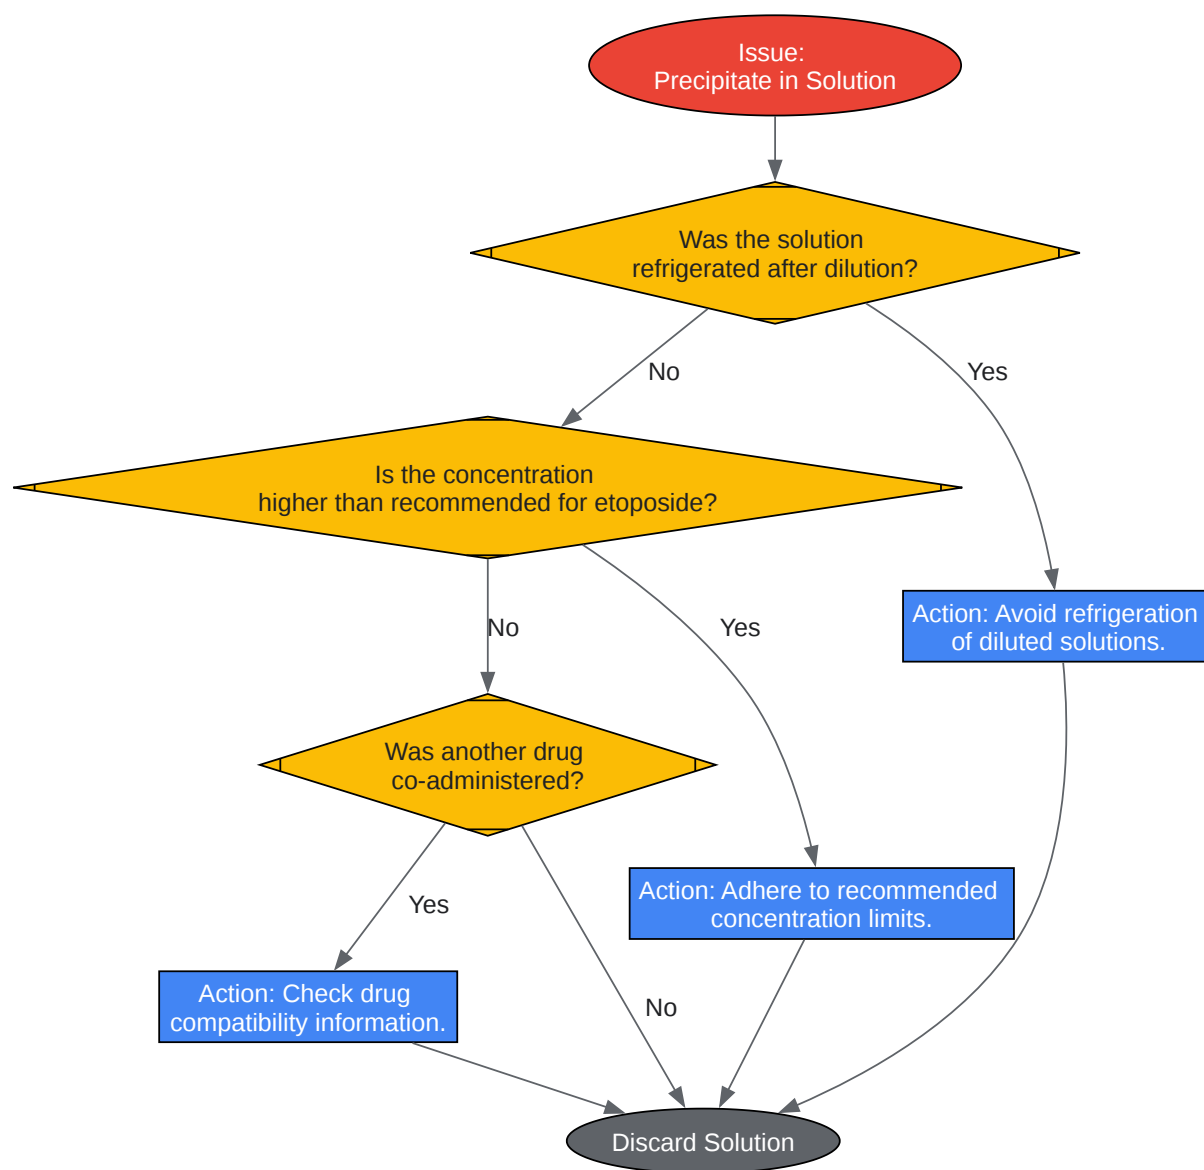 Issue:
Precipitate in Solution
Was the solution
refrigerated after dilution?
No
Yes
Is the concentration
higher than recommended for etoposide?
Action: Avoid refrigeration
of diluted solutions.
No
Yes
Was another drug
co-administered?
Action: Adhere to recommended
concentration limits.
Yes
Action: Check drug
compatibility information.
No
Discard Solution